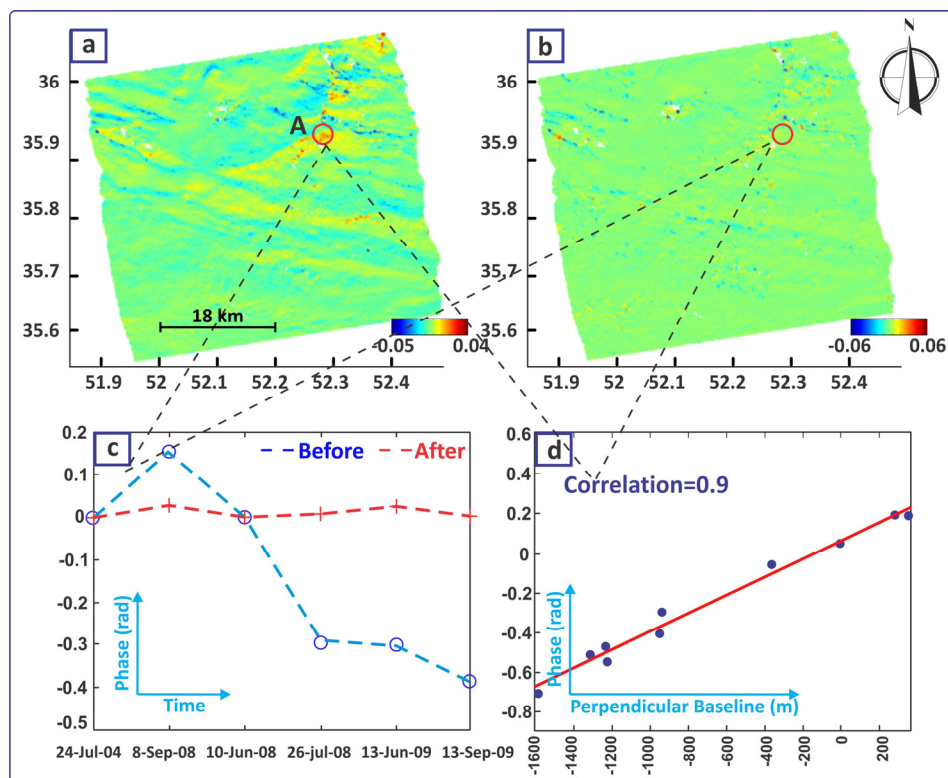 a
b
N
36
35.9
35.8
35.7
35.6
A
18 km
-0.05 0.04
51.9 52 52.1 52.2 52.3 52.4
36
35.9
35.8
35.7
35.6
-0.06 0.06
51.9 52 52.1 52.2 52.3 52.4
c
Before After
0.2
0.1
0
-0.1
-0.2
-0.3
-0.4
-0.5
Phase (rad)
Time
24-Jul-04 8-Sep-08 10-Jun-08 26-jul-08 13-Jun-09 13-Sep-09
d
Correlation=0.9
0.6
0.4
0.2
0
-0.2
-0.4
-0.6
-0.8
Phase (rad)
Perpendicular Baseline (m)
-1600 -1400 -1200 -1000 -800 -600 -400 -200 0 200